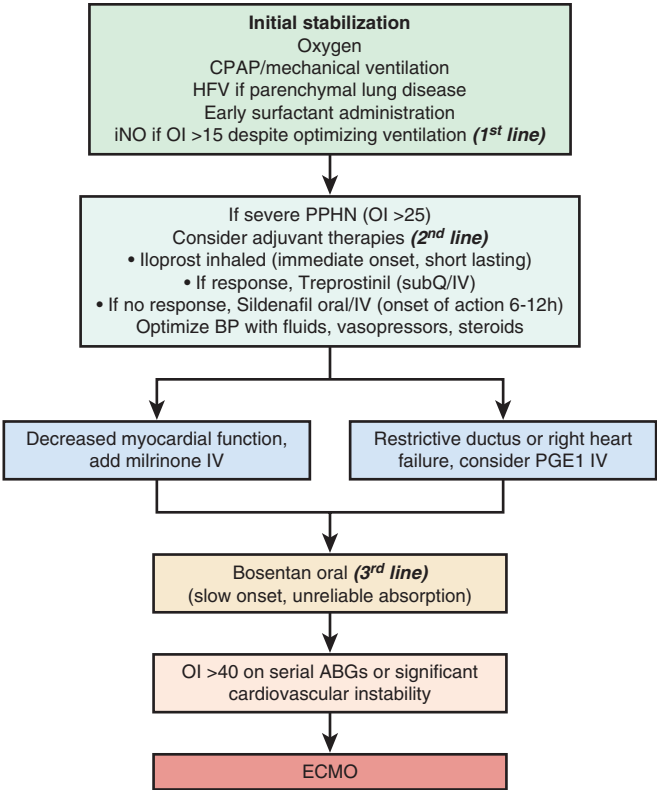 Initial stabilization
Oxygen
CPAP/mechanical ventilation
HFV if parenchymal lung disease
Early surfactant administration
iNO if OI >15 despite optimizing ventilation (1st line)
If severe PPHN (OI >25)
Consider adjuvant therapies (2nd line)
• Iloprost inhaled (immediate onset, short lasting)
• If response, Treprostinil (subQ/IV)
• If no response, Sildenafil oral/IV (onset of action 6-12h)
Optimize BP with fluids, vasopressors, steroids
Decreased myocardial function,
add milrinone IV
Restrictive ductus or right heart
failure, consider PGE1 IV
Bosentan oral (3rd line)
(slow onset, unreliable absorption)
OI >40 on serial ABGs or significant
cardiovascular instability
ECMO